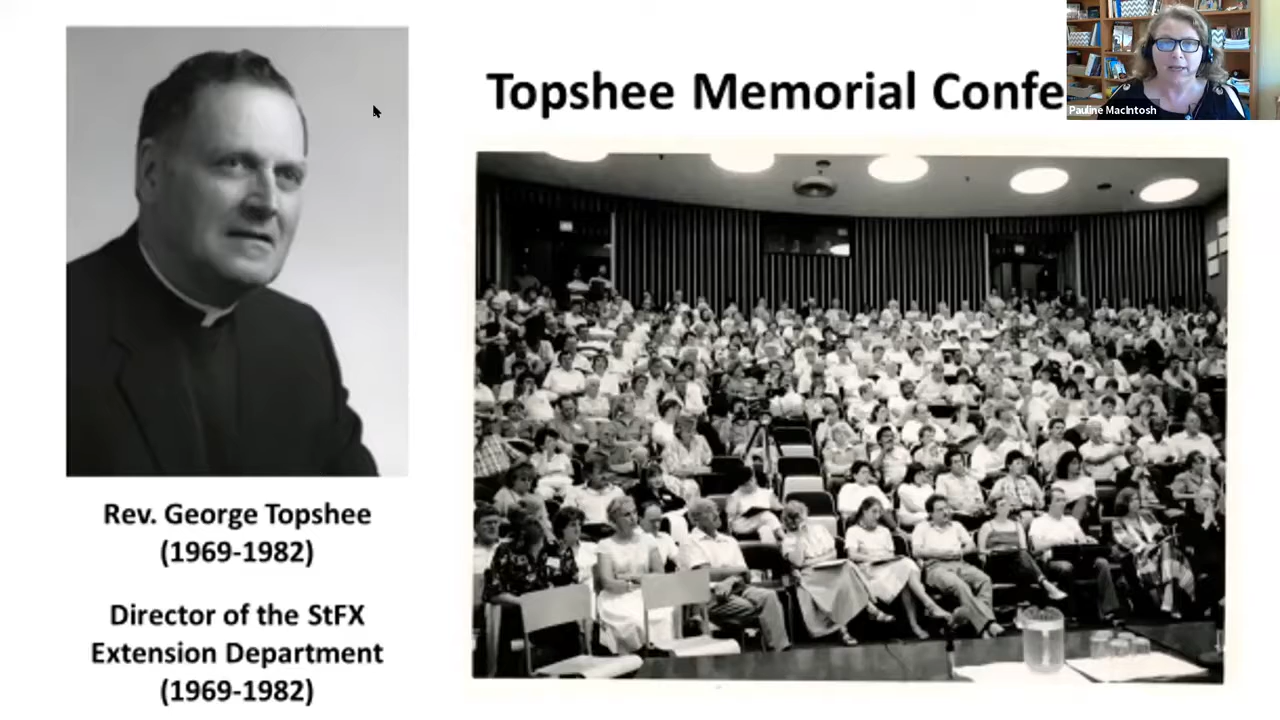 Topshee Memorial Confe
Pauline MacIntosh
Rev. George Topshee
(1969-1982)
Director of the StFX
Extension Department
(1969-1982)